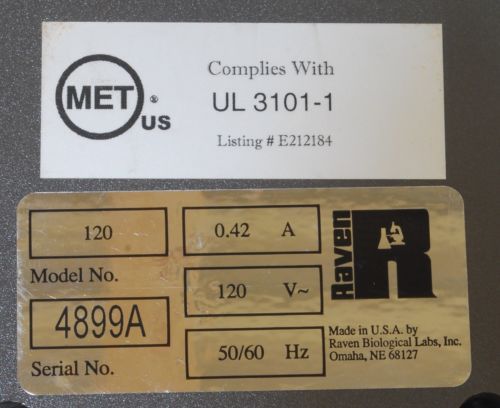 MET® US
Complies With
UL 3101-1
Listing # E212184
120
Model No.
4899A
Serial No.
0.42 A
120 V~
50/60 Hz
Raven
R
Made in U.S.A. by
Raven Biological Labs, Inc.
Omaha, NE 68127